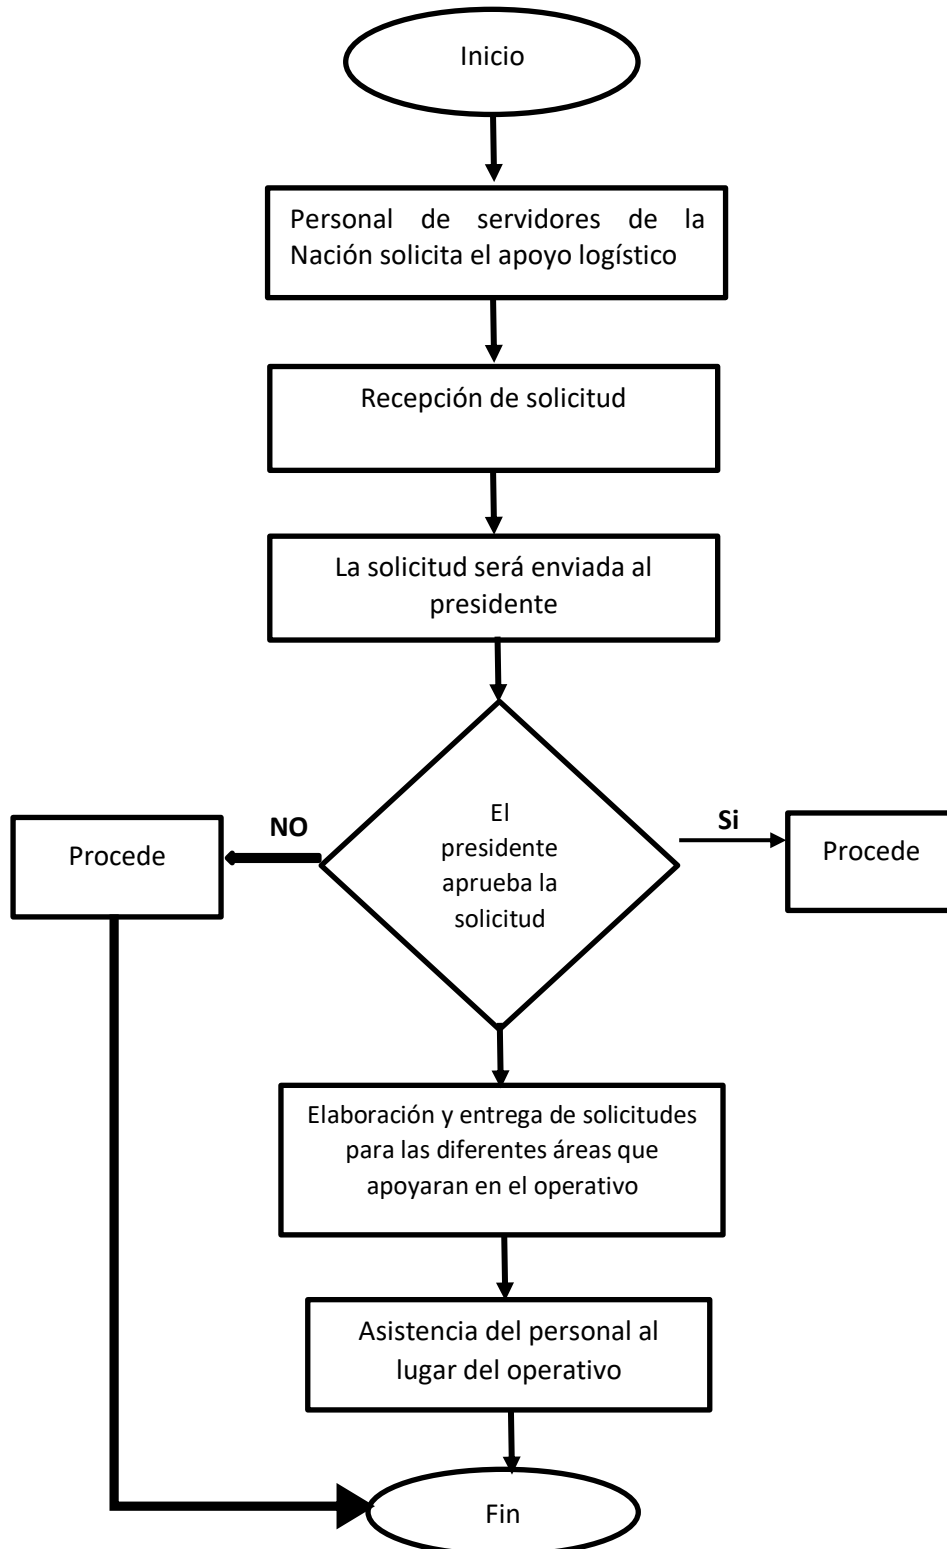 Inicio
Personal de servidores de la
Nación solicita el apoyo logístico
Recepción de solicitud
La solicitud será enviada al
presidente
El
presidente
aprueba la
solicitud
NO
Procede
Si
Procede
Elaboración y entrega de solicitudes
para las diferentes áreas que
apoyaran en el operativo
Asistencia del personal al
lugar del operativo
Fin